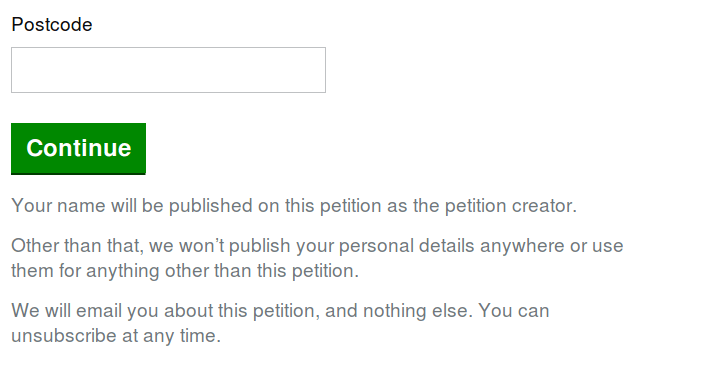 Postcode
Continue
Your name will be published on this petition as the petition creator.
Other than that, we won’t publish your personal details anywhere or use
them for anything other than this petition.
We will email you about this petition, and nothing else. You can
unsubscribe at any time.